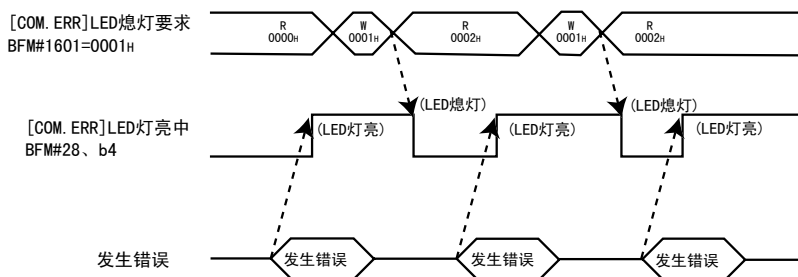 [COM. ERR]LED熄灯要求
BFM#1601=0001H
R
0000H
W
0001H
R
0002H
W
0001H
R
0002H
[COM. ERR]LED灯亮中
BFM#28、b4
(LED灯亮)
(LED熄灯)
(LED灯亮)
(LED熄灯)
(LED灯亮)
发生错误
发生错误
发生错误
发生错误